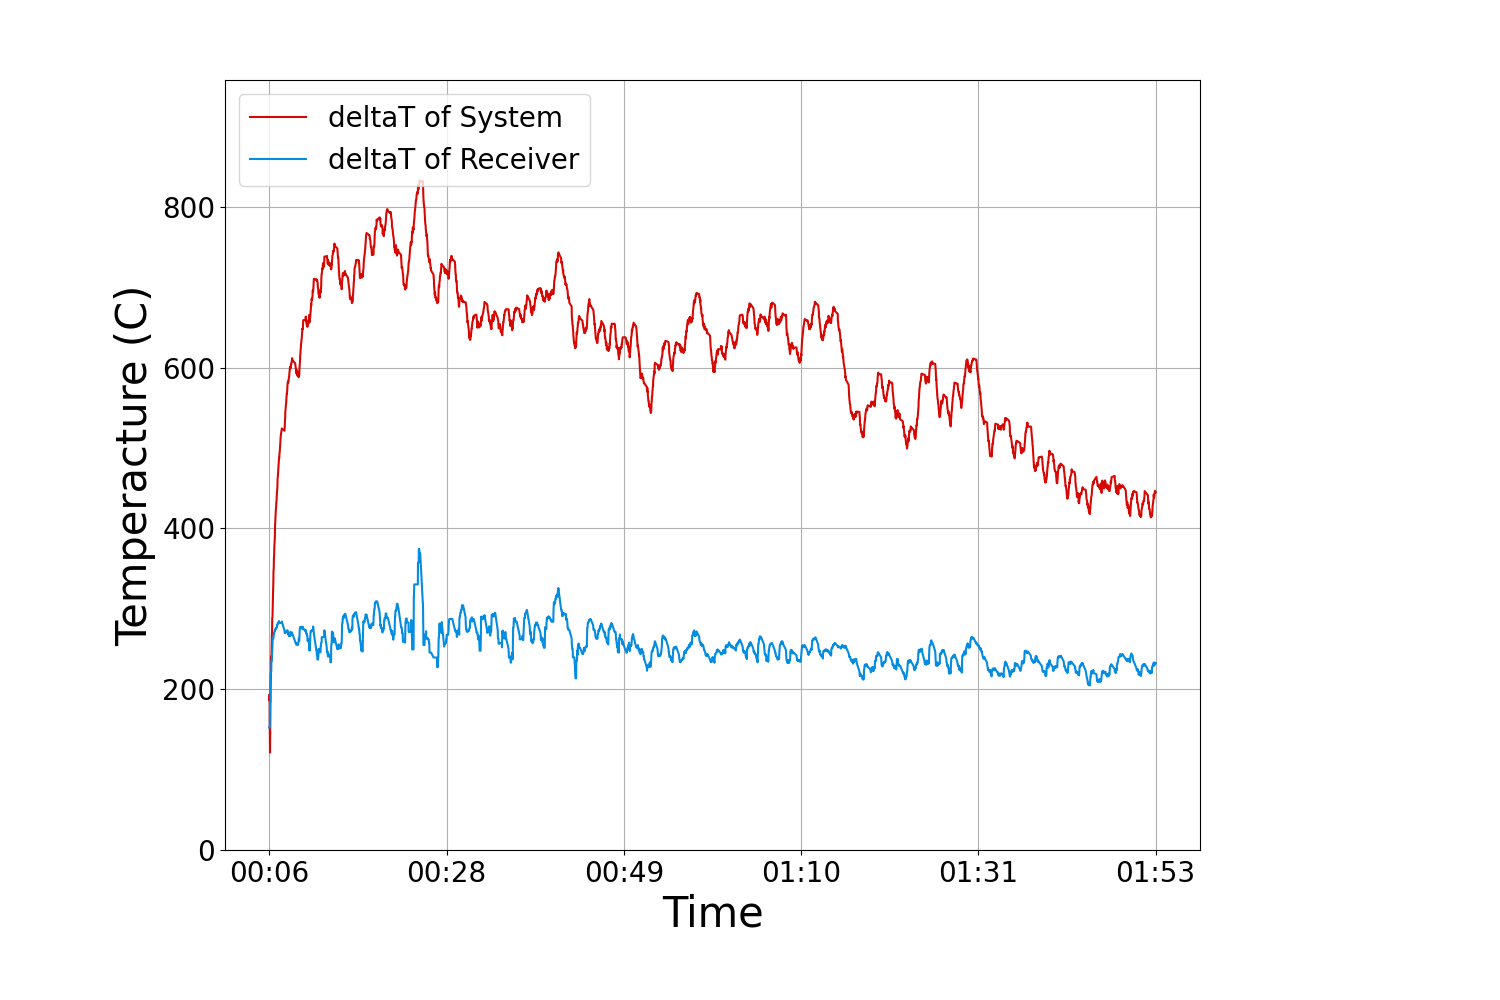 deltaT of System
deltaT of Receiver
Temperacture (C)
800
600
400
200
0
00:06 00:28 00:49 01:10 01:31 01:53
Time